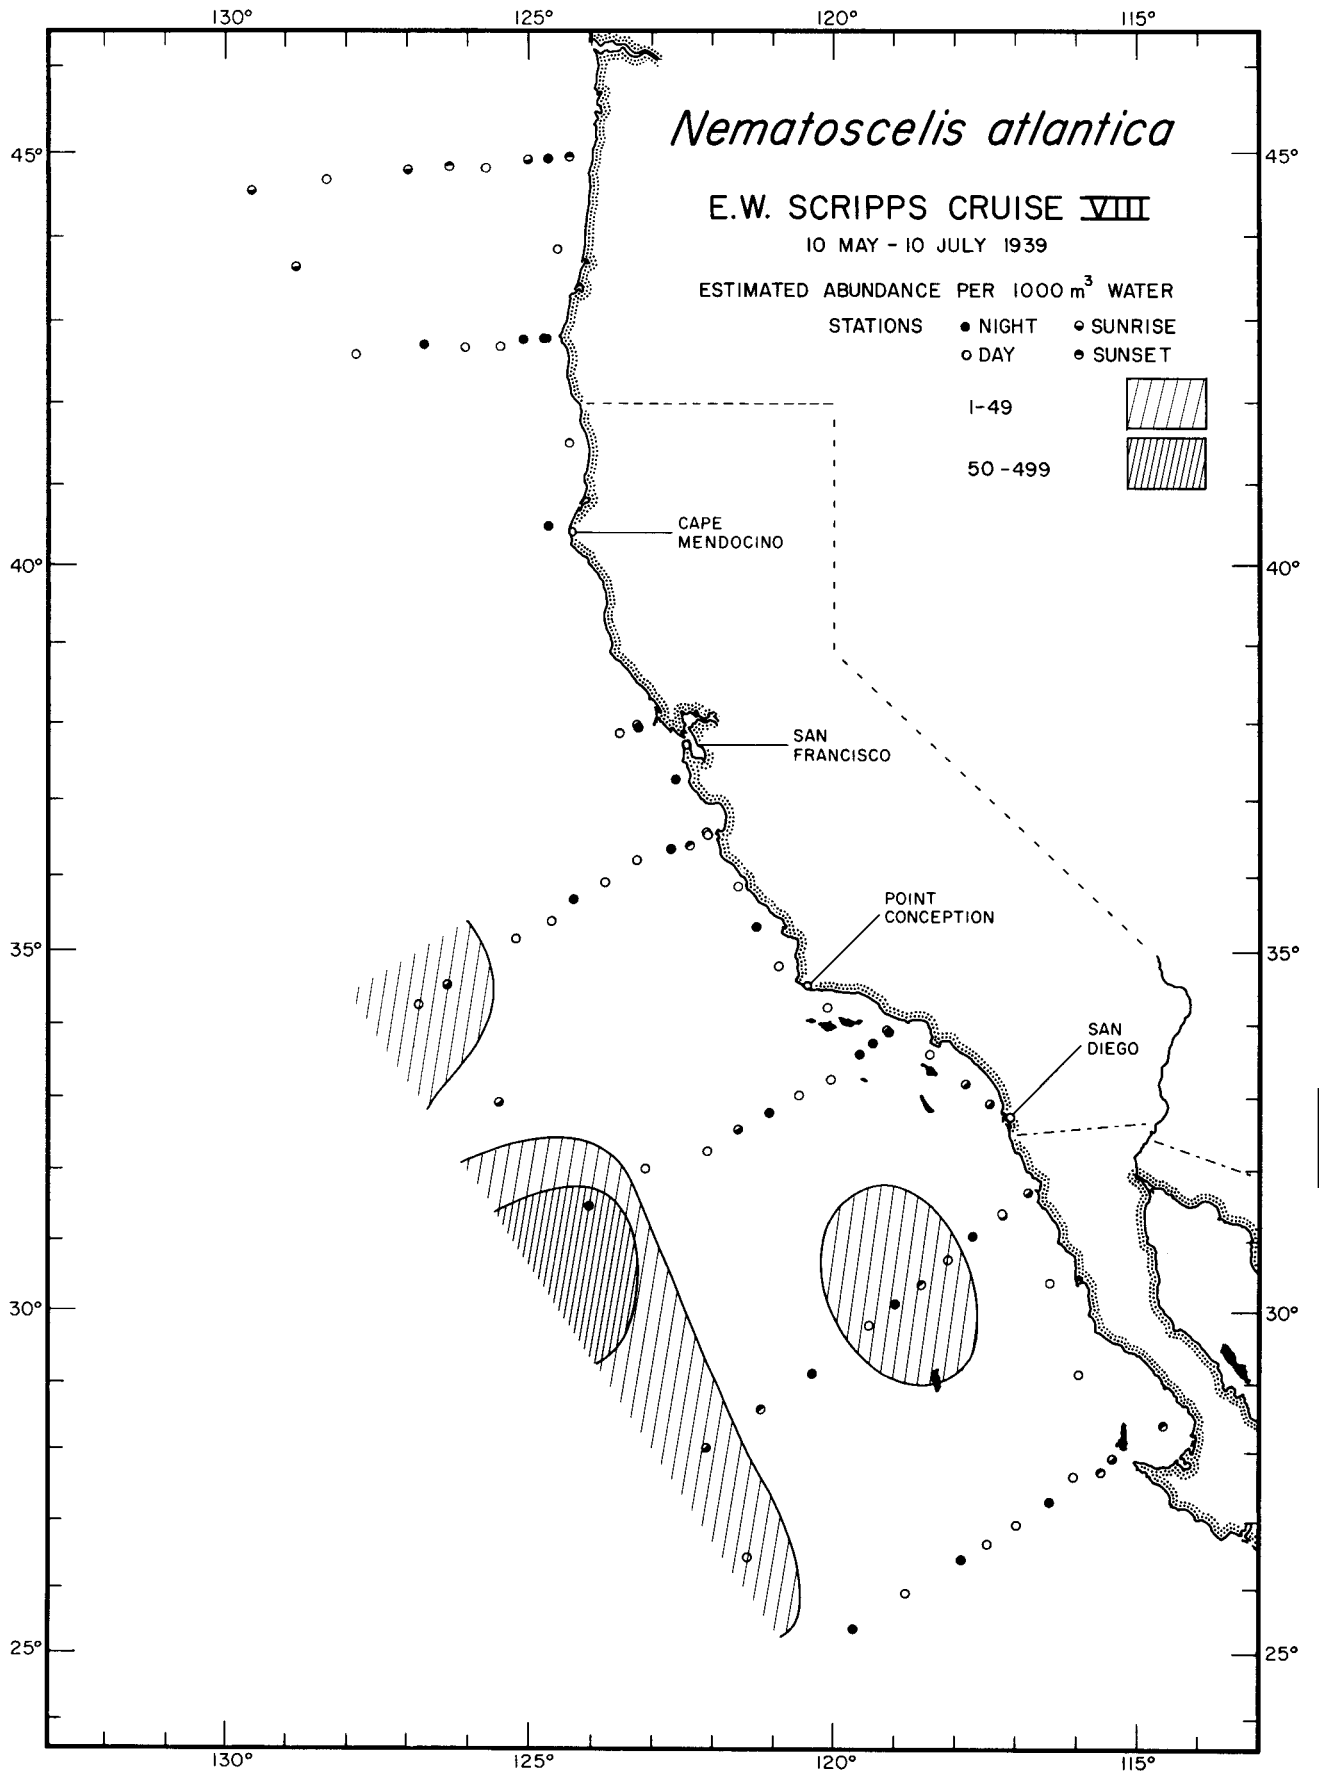 130° 125° 120° 115°
Nematoscelis atlantica
45° 45°
E.W. SCRIPPS CRUISE VIII
10 MAY - 10 JULY 1939
ESTIMATED ABUNDANCE PER 1000 m³ WATER
STATIONS ● NIGHT ◒ SUNRISE
○ DAY ◓ SUNSET
1-49
50-499
CAPE
MENDOCINO
40° 40°
SAN
FRANCISCO
POINT
CONCEPTION
35° 35°
SAN
DIEGO
30° 30°
25° 25°
130° 125° 120° 115°